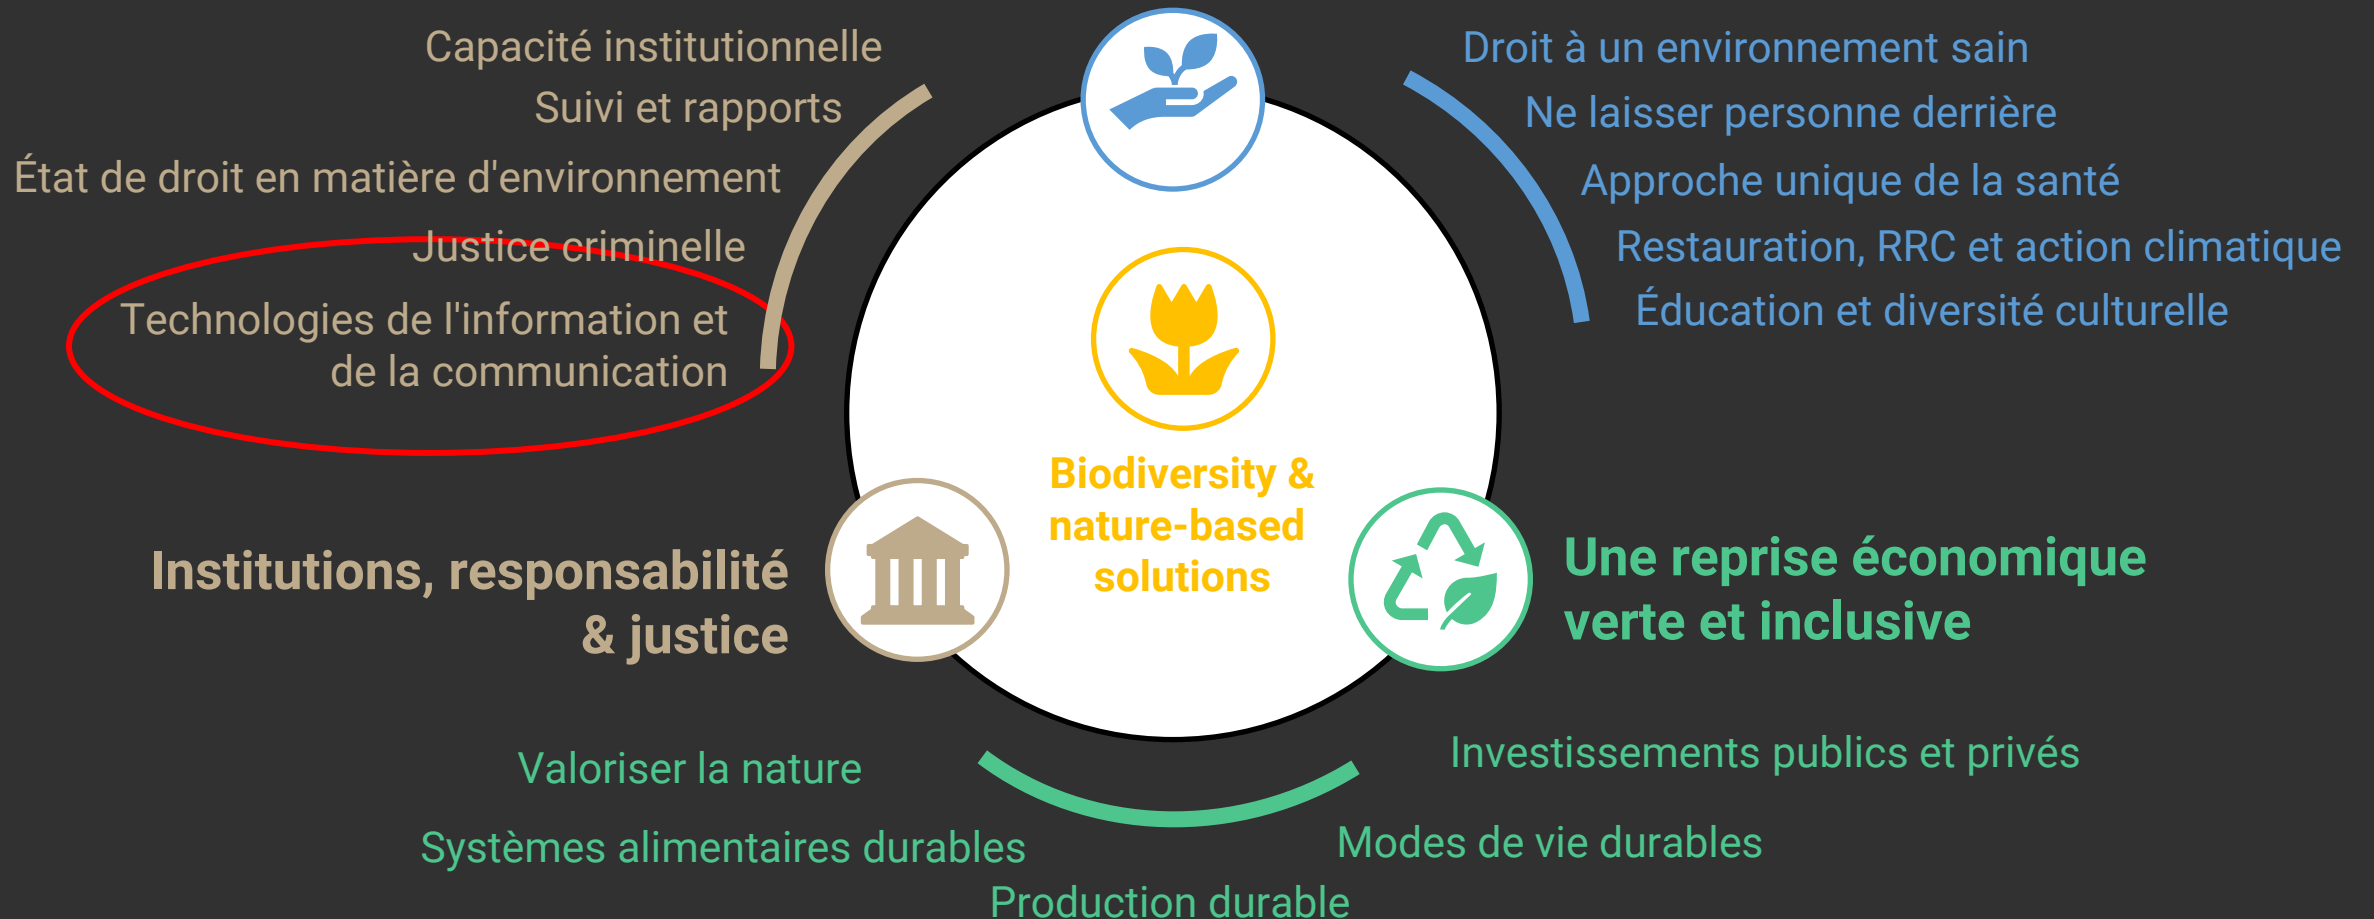 Capacité institutionnelle
Suivi et rapports
État de droit en matière d'environnement
Justice criminelle
Technologies de l'information et
de la communication
Droit à un environnement sain
Ne laisser personne derrière
Approche unique de la santé
Restauration, RRC et action climatique
Éducation et diversité culturelle
Biodiversity &
nature-based
solutions
Institutions, responsabilité
& justice
Une reprise économique
verte et inclusive
Valoriser la nature
Systèmes alimentaires durables
Production durable
Modes de vie durables
Investissements publics et privés